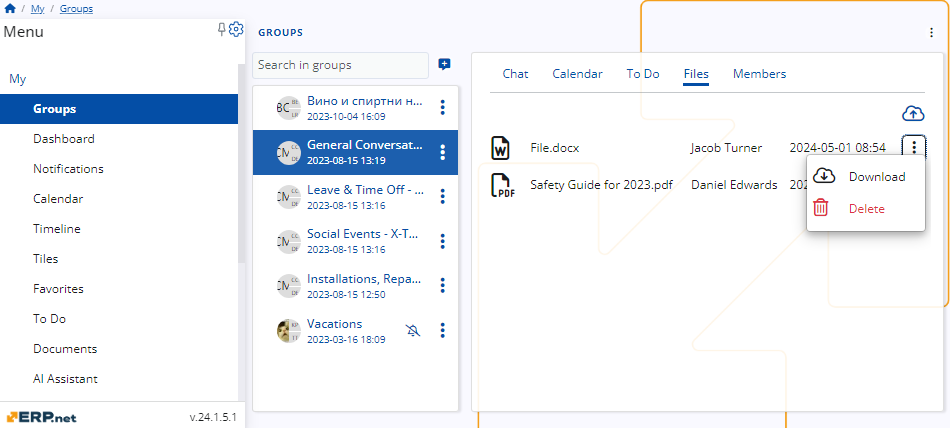 / My / Groups
Menu
My
Groups
Dashboard
Notifications
Calendar
Timeline
Tiles
Favorites
To Do
Documents
AI Assistant
ERP.net
v.24.1.5.1
GROUPS
Search in groups
Вино и спиртни н...
2023-10-04 16:09
General Conversat...
2023-08-15 13:19
Leave & Time Off - ...
2023-08-15 13:16
Social Events - X-T...
2023-08-15 13:16
Installations, Repa...
2023-08-15 12:50
Vacations
2023-03-16 18:09
Chat Calendar To Do Files Members
File.docx Jacob Turner 2024-05-01 08:54
PDF Safety Guide for 2023.pdf Daniel Edwards
Download
Delete